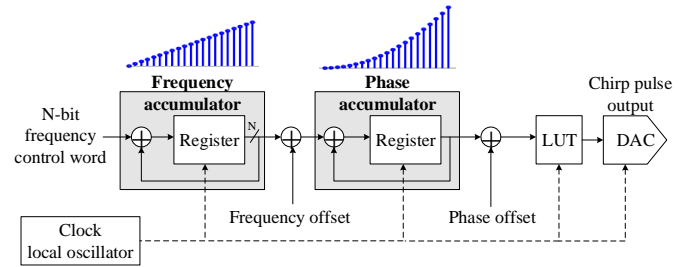 Frequency
accumulator
Phase
accumulator
Chirp pulse
output
N-bit
frequency
control word
Register
N
Register
LUT
DAC
Frequency offset
Phase offset
Clock
local oscillator